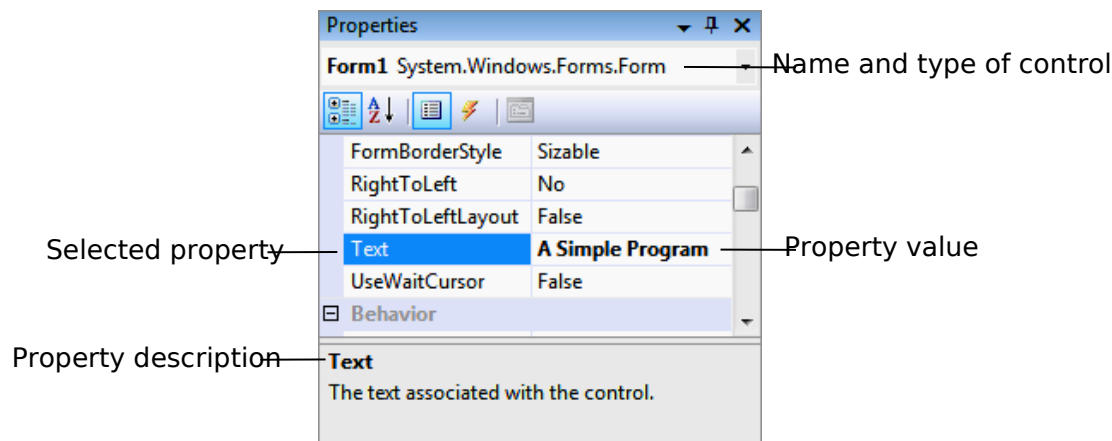 Properties
Form1 System.Windows.Forms.Form
Name and type of control
A
Z
FormBorderStyle Sizable
RightToLeft No
RightToLeftLayout False
Selected property
Text A Simple Program
Property value
UseWaitCursor False
Behavior
Property description
Text
The text associated with the control.